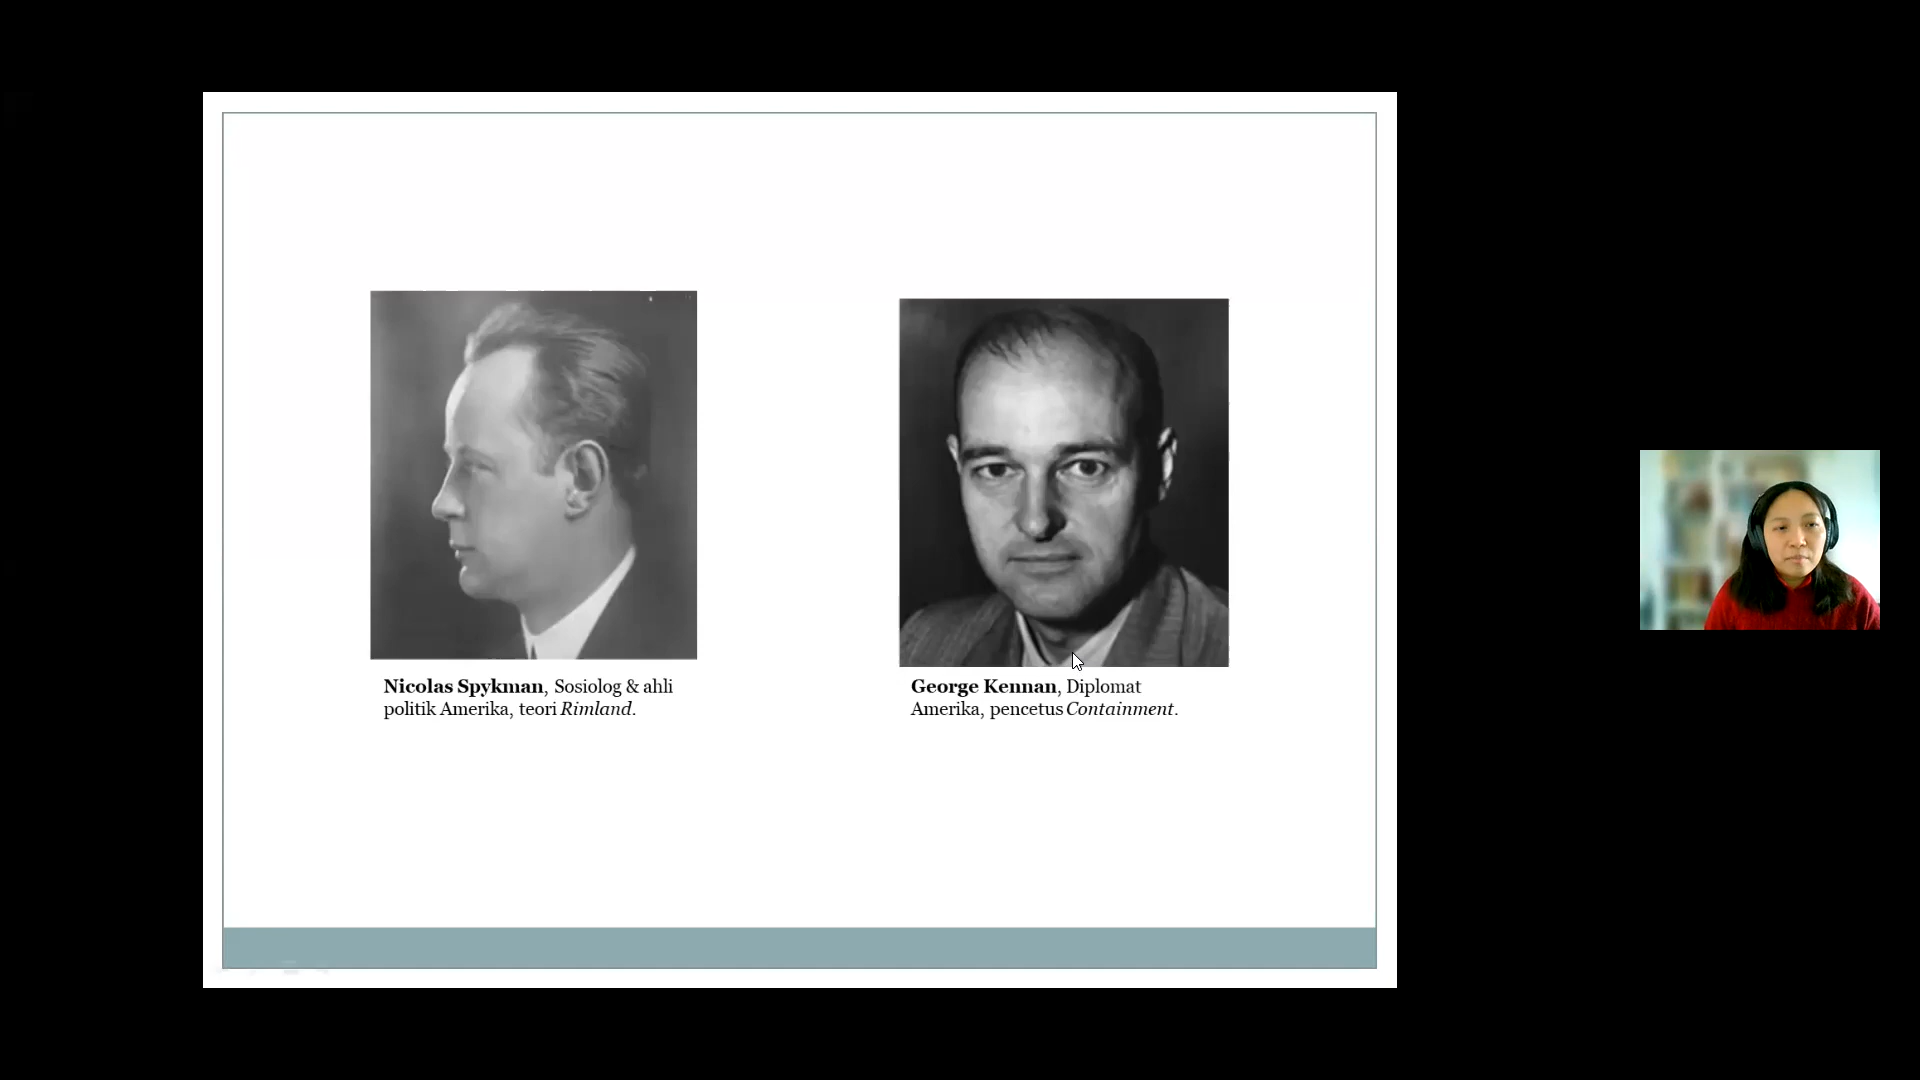 Nicolas Spykman, Sosiolog & ahli
politik Amerika, teori Rimland.
George Kennan, Diplomat
Amerika, pencetus Containment.